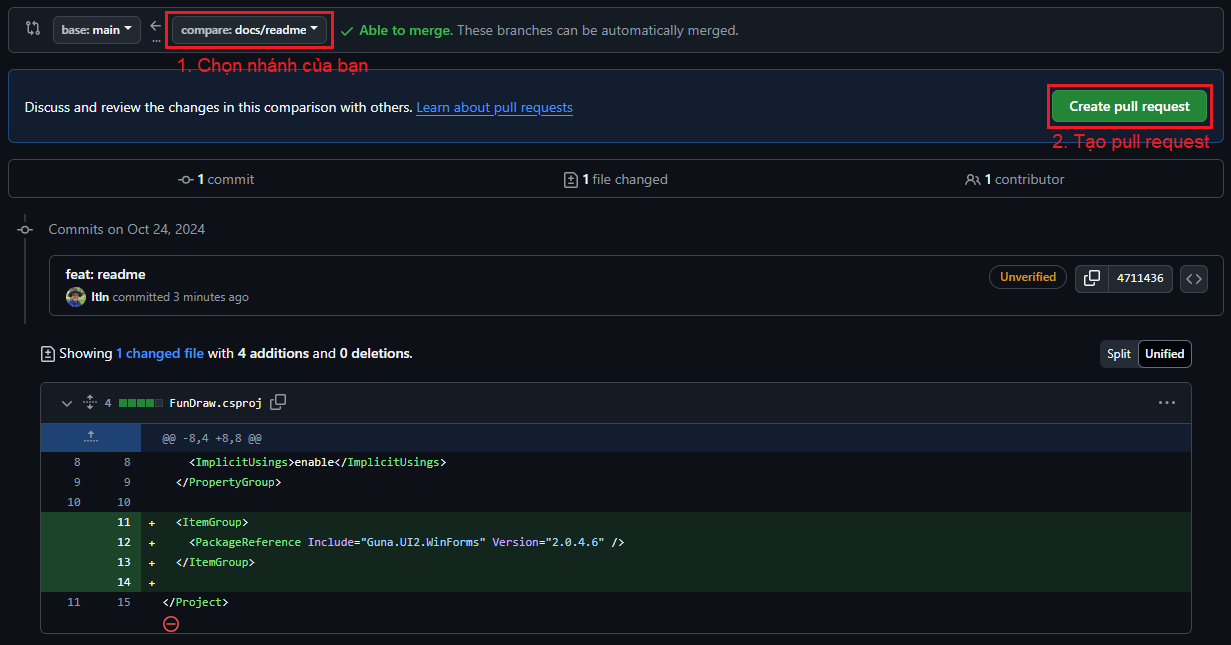 base: main
compare: docs/readme
Able to merge. These branches can be automatically merged.
1. Chọn nhánh của bạn
Discuss and review the changes in this comparison with others. Learn about pull requests
Create pull request
2. Tạo pull request
1 commit
1 file changed
1 contributor
Commits on Oct 24, 2024
feat: readme
ltln committed 3 minutes ago
Unverified
4711436
Showing 1 changed file with 4 additions and 0 deletions.
Split
Unified
4
FunDraw.csproj
@@ -8,4 +8,8 @@
8 8 <ImplicitUsings>enable</ImplicitUsings>
9 9 </PropertyGroup>
10 10
11 + <ItemGroup>
12 + <PackageReference Include="Guna.UI2.WinForms" Version="2.0.4.6" />
13 + </ItemGroup>
14 +
11 15 </Project>